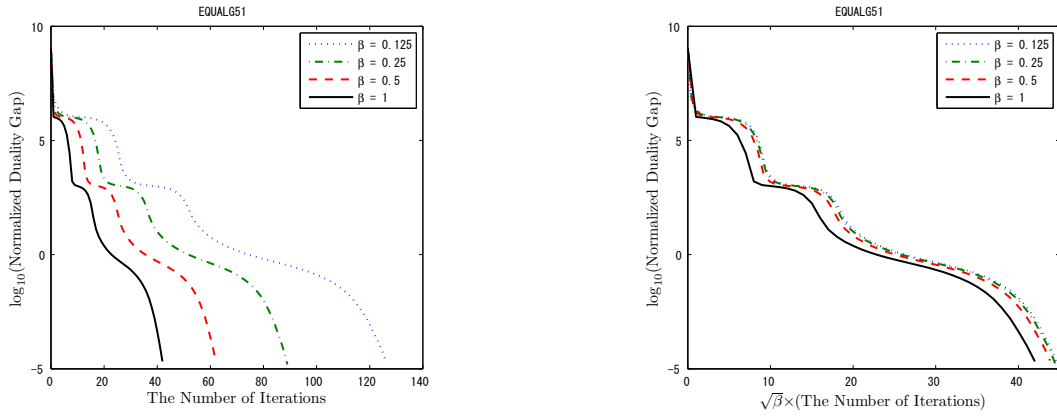 EQUALG51
10
5
0
−5
log10(Normalized Duality Gap)
0 20 40 60 80 100 120 140
The Number of Iterations
β = 0.125
β = 0.25
β = 0.5
β = 1
EQUALG51
10
5
0
−5
log10(Normalized Duality Gap)
0 10 20 30 40
√β×(The Number of Iterations)
β = 0.125
β = 0.25
β = 0.5
β = 1